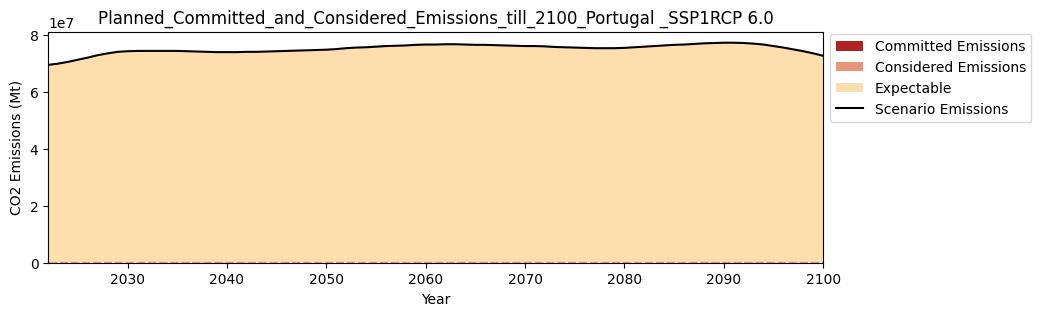 Planned_Committed_and_Considered_Emissions_till_2100_Portugal _SSP1RCP 6.0
1e7
8
6
4
2
0
CO2 Emissions (Mt)
2030 2040 2050 2060 2070 2080 2090 2100
Year
Committed Emissions
Considered Emissions
Expectable
Scenario Emissions